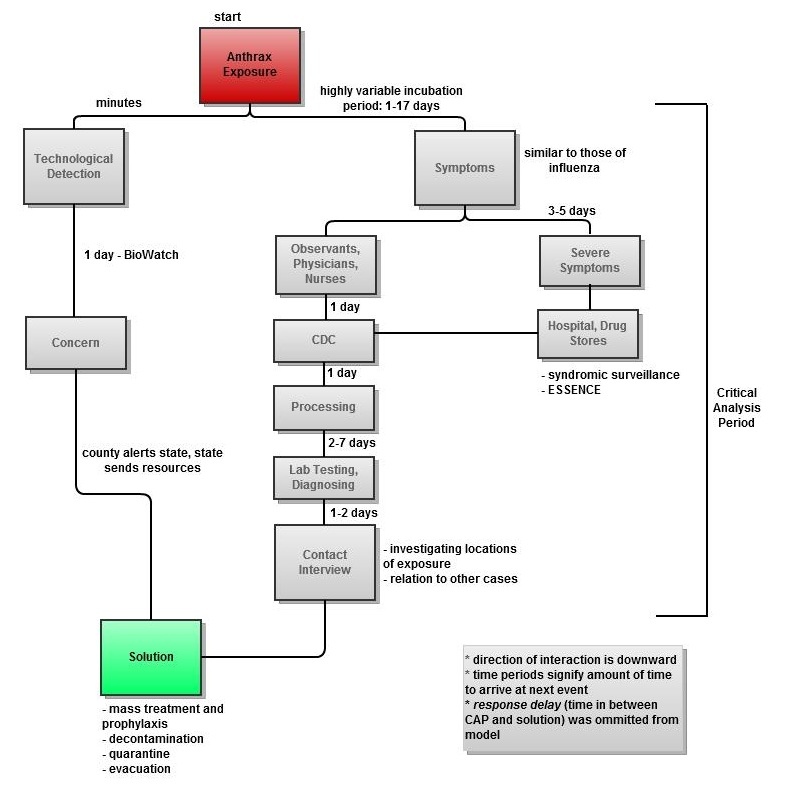 start
Anthrax
Exposure
minutes
highly variable incubation
period: 1-17 days
Technological
Detection
Symptoms
similar to those of
influenza
3-5 days
1 day - BioWatch
Observants,
Physicians,
Nurses
Severe
Symptoms
1 day
Concern
CDC
Hospital, Drug
Stores
1 day
- syndromic surveillance
- ESSENCE
Processing
Critical
Analysis
Period
2-7 days
county alerts state, state
sends resources
Lab Testing,
Diagnosing
1-2 days
Contact
Interview
- investigating locations
of exposure
- relation to other cases
Solution
- mass treatment and
prophylaxis
- decontamination
- quarantine
- evacuation
* direction of interaction is downward
* time periods signify amount of time
to arrive at next event
* response delay (time in between
CAP and solution) was ommitted from
model